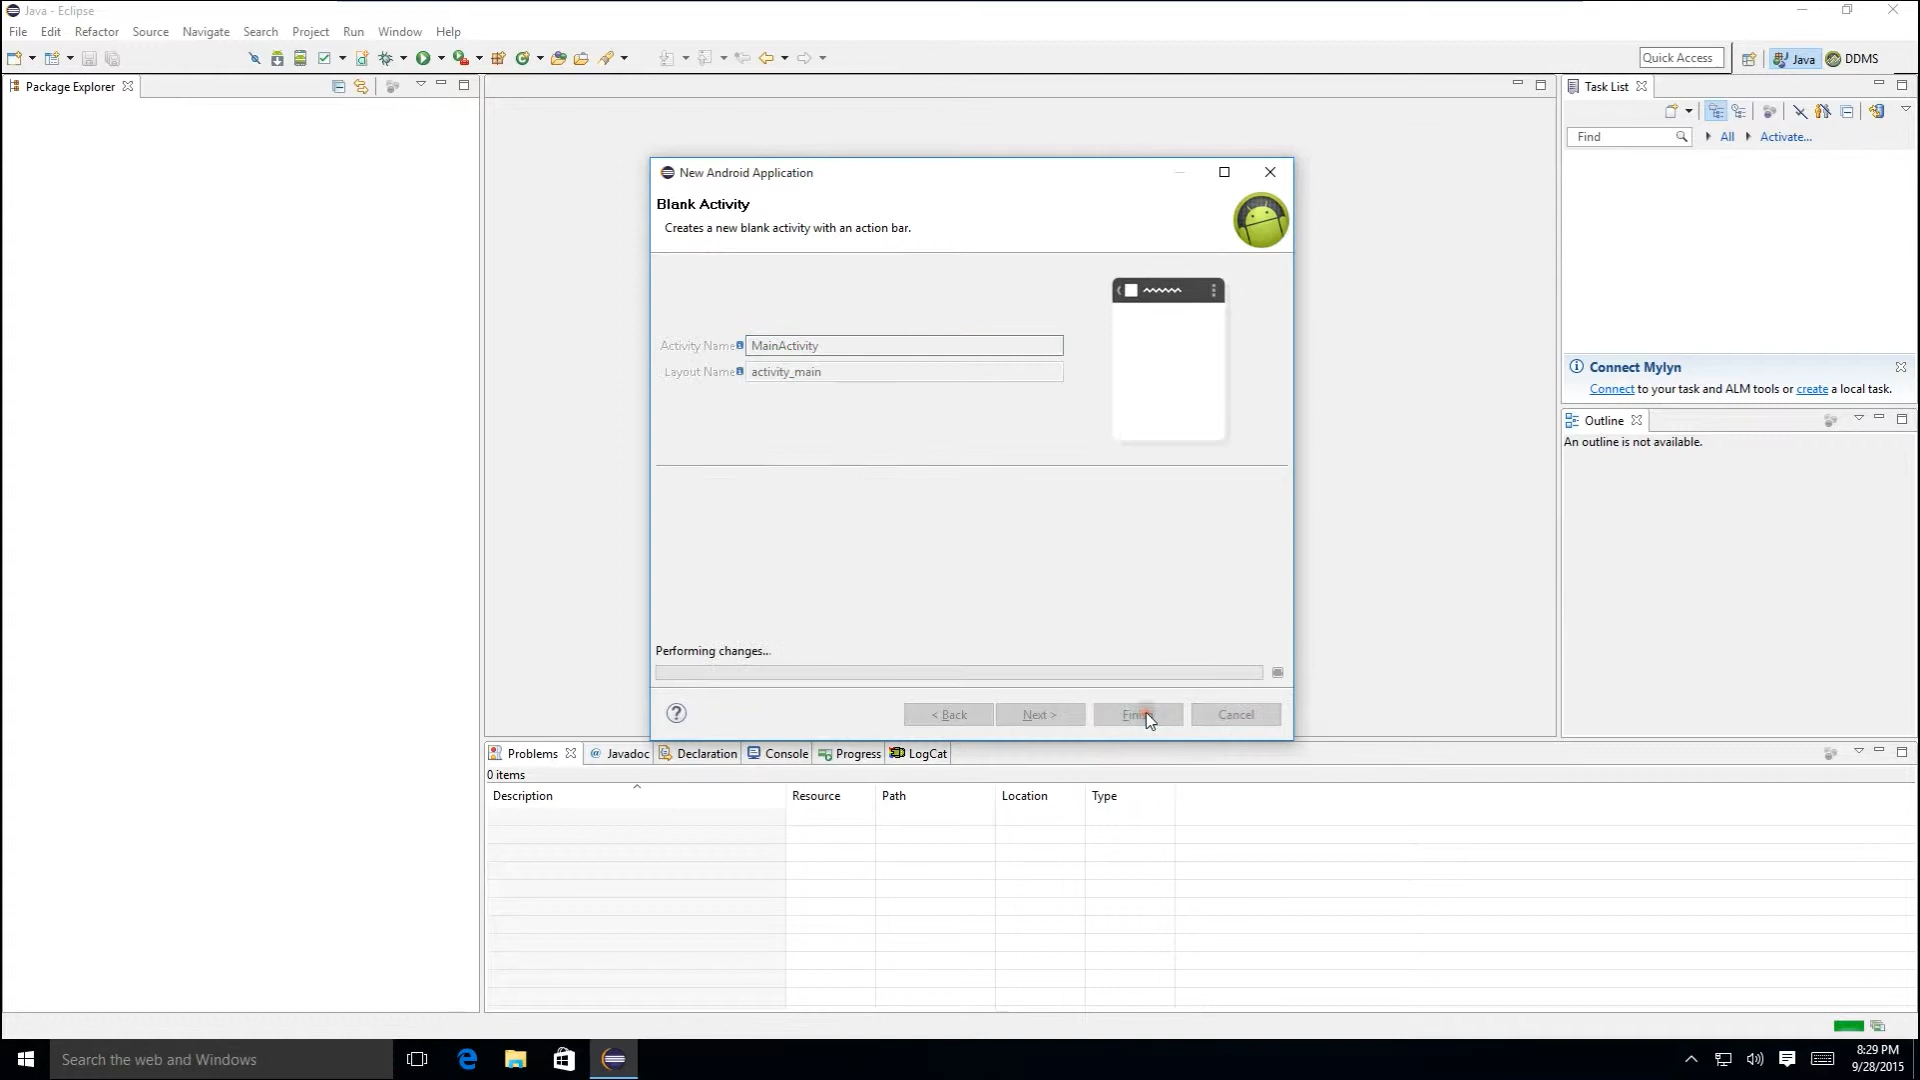 Java - Eclipse
File Edit Refactor Source Navigate Search Project Run Window Help
Quick Access Java DDMS
Package Explorer
Task List
Find All Activate...
New Android Application
Blank Activity
Creates a new blank activity with an action bar.
Activity Name MainActivity
Layout Name activity_main
Connect Mylyn
Connect to your task and ALM tools or create a local task.
Outline
An outline is not available.
Performing changes...
< Back Next > Finish Cancel
Problems @ Javadoc Declaration Console Progress LogCat
0 items
Description Resource Path Location Type
Search the web and Windows
8:29 PM
9/28/2015